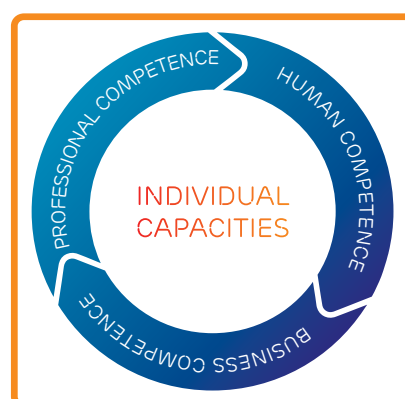 PROFESSIONAL COMPETENCE
HUMAN COMPETENCE
BUSINESS COMPETENCE
INDIVIDUAL
CAPACITIES